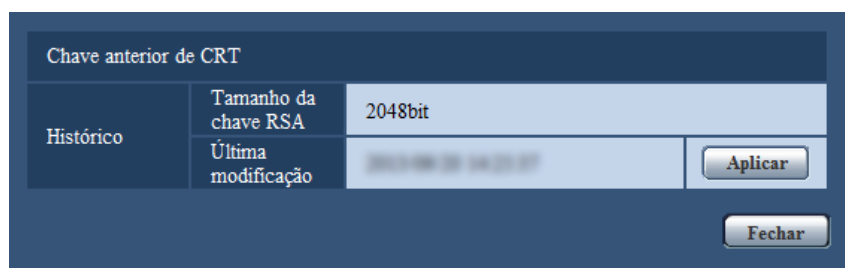 Chave anterior de CRT
Histórico
Tamanho da
chave RSA
2048bit
Última
modificação
Aplicar
Fechar